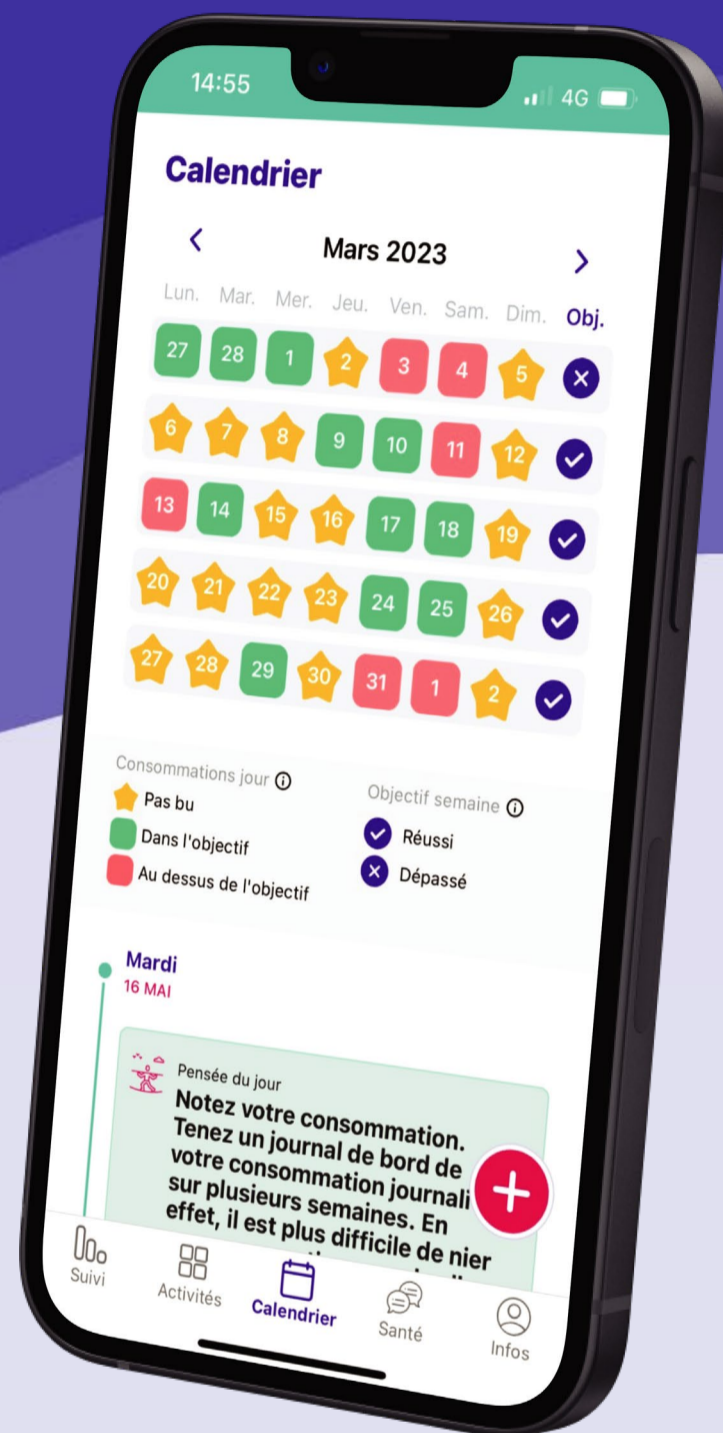 14:55 4G
Calendrier
Mars 2023
Lun. Mar. Mer. Jeu. Ven. Sam. Dim. Obj.
27 28 1 2 3 4 5
6 7 8 9 10 11 12
13 14 15 16 17 18 19
20 21 22 23 24 25 26
27 28 29 30 31 1 2
Consommations jour
Pas bu
Dans l'objectif
Au dessus de l'objectif
Objectif semaine
Réussi
Dépassé
Mardi
16 MAI
Pensée du jour
Notez votre consommation.
Tenez un journal de bord de
votre consommation journali
sur plusieurs semaines. En
effet, il est plus difficile de nier
Suivi Activités Calendrier Santé Infos